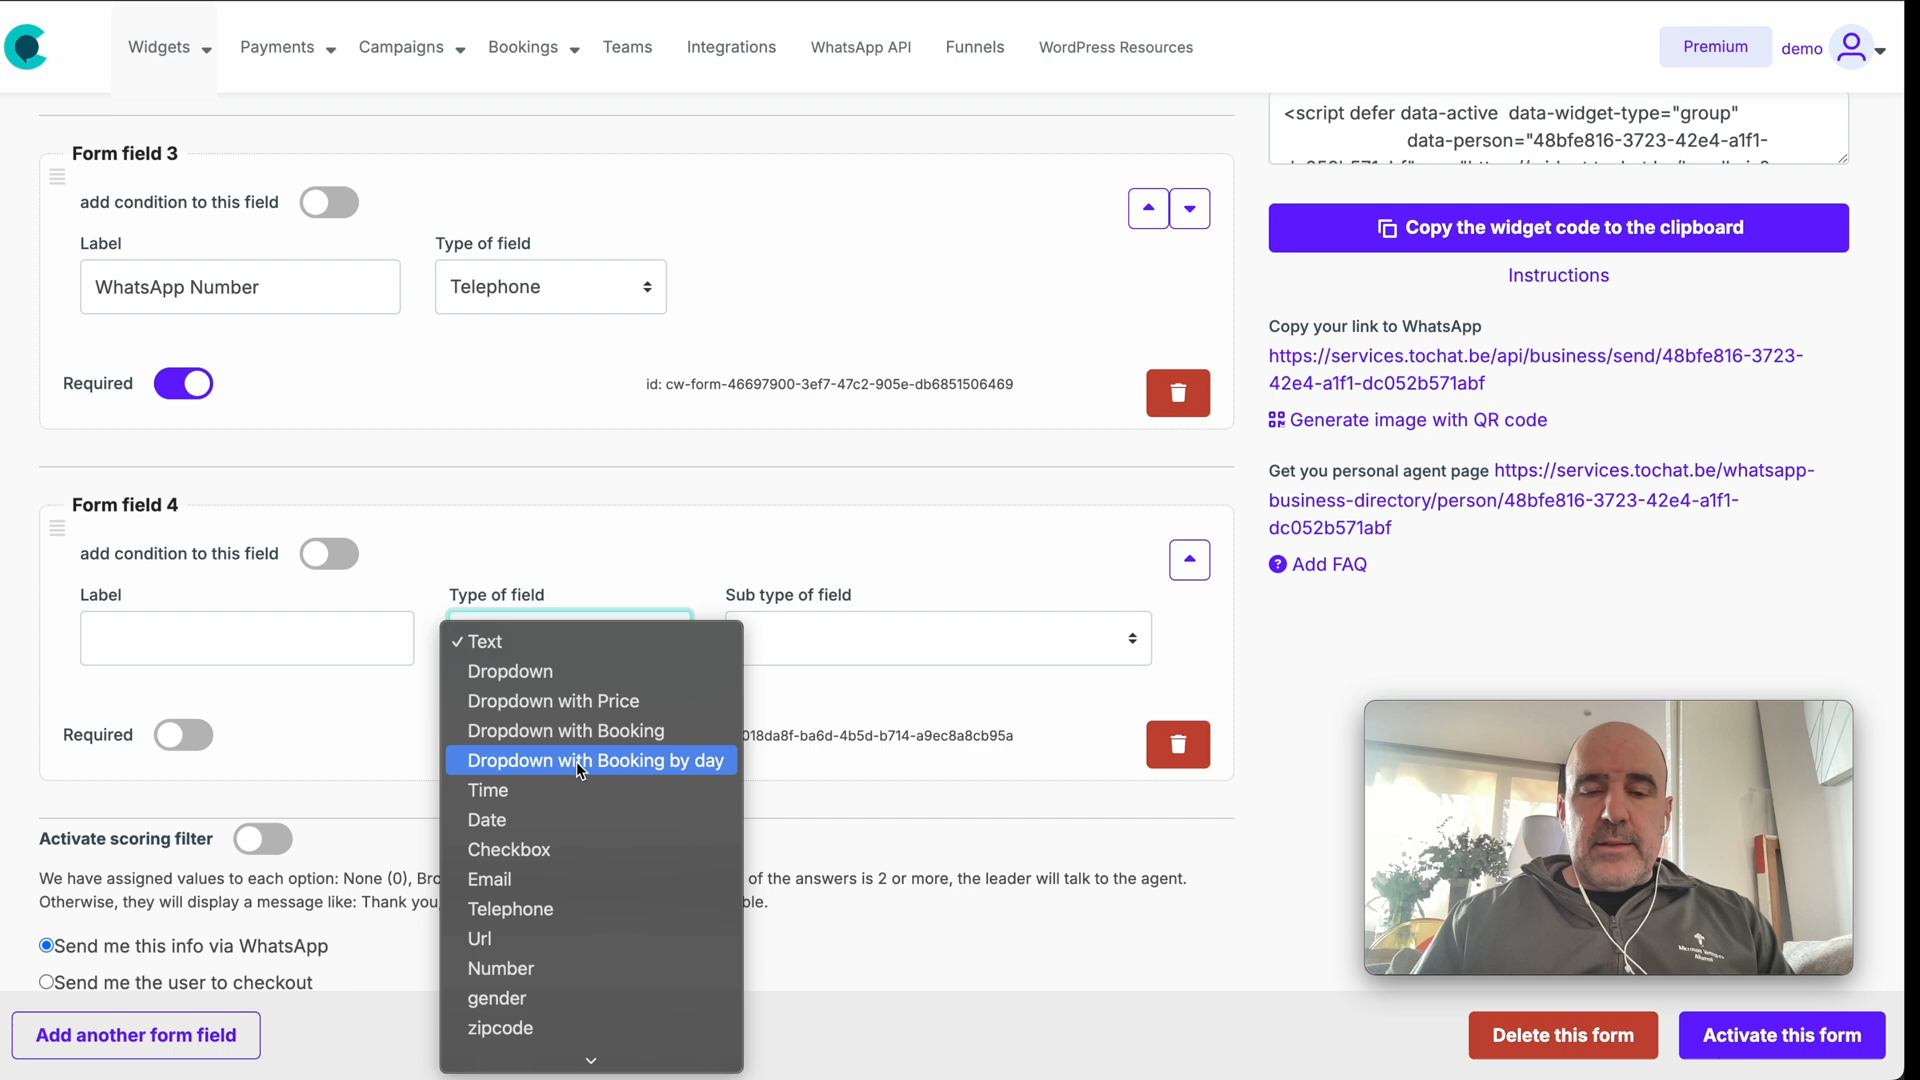 Widgets
Payments
Campaigns
Bookings
Teams
Integrations
WhatsApp API
Funnels
WordPress Resources
Premium
demo
Form field 3
add condition to this field
Label
Type of field
WhatsApp Number
Telephone
Required
id: cw-form-46697900-3ef7-47c2-905e-db6851506469
Form field 4
add condition to this field
Label
Type of field
Sub type of field
✓ Text
Dropdown
Dropdown with Price
Dropdown with Booking
Dropdown with Booking by day
Time
Date
Checkbox
Email
Telephone
Url
Number
gender
zipcode
Required
018da8f-ba6d-4b5d-b714-a9ec8a8cb95a
Activate scoring filter
We have assigned values to each option: None (0), Bro of the answers is 2 or more, the leader will talk to the agent.
Otherwise, they will display a message like: Thank you, ble.
Send me this info via WhatsApp
Send me the user to checkout
Add another form field
<script defer data-active data-widget-type="group"
data-person="48bfe816-3723-42e4-a1f1-
Copy the widget code to the clipboard
Instructions
Copy your link to WhatsApp
https://services.tochat.be/api/business/send/48bfe816-3723-
42e4-a1f1-dc052b571abf
Generate image with QR code
Get you personal agent page https://services.tochat.be/whatsapp-
business-directory/person/48bfe816-3723-42e4-a1f1-
dc052b571abf
Add FAQ
Delete this form
Activate this form